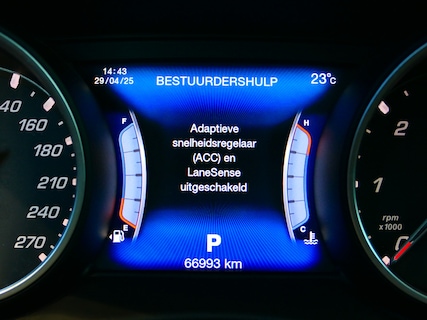 14:43
29/04/25
BESTUURDERSHULP
23°C
F
H
Adaptieve
snelheidsregelaar
(ACC) en
LaneSense
uitgeschakeld
E
C
P
66993 km
40
160
180
210
240
270
2
1
rpm
x1000
0